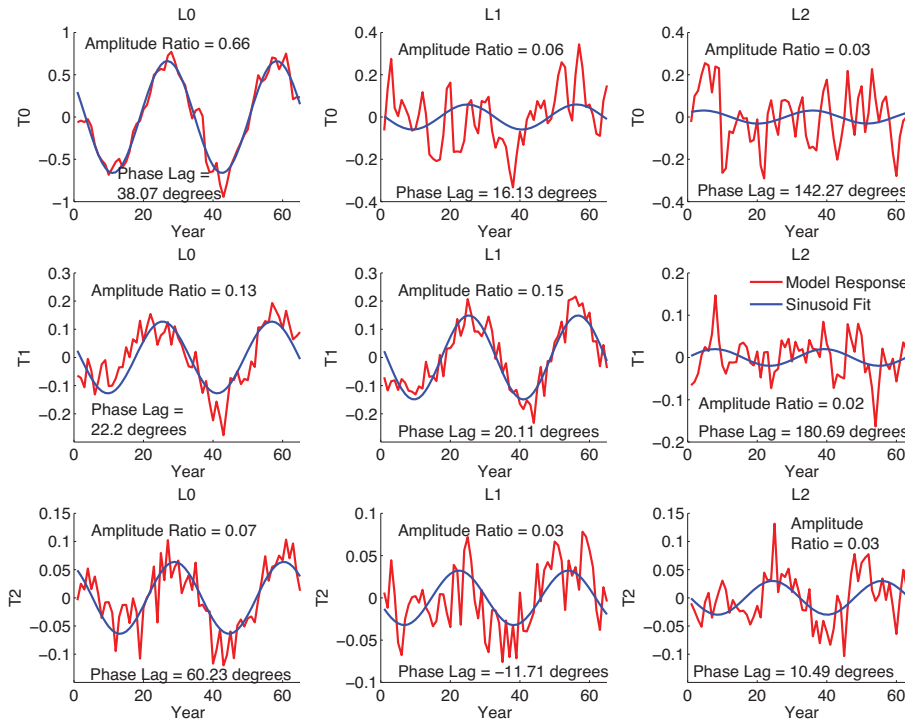 L0
Amplitude Ratio = 0.66
1
0.5
0
−0.5
−1
T0
Phase Lag =
38.07 degrees
0 20 40 60
Year
L1
Amplitude Ratio = 0.06
0.4
0.2
0
−0.2
−0.4
T0
Phase Lag = 16.13 degrees
0 20 40 60
Year
L2
Amplitude Ratio = 0.03
0.4
0.2
0
−0.2
−0.4
T0
Phase Lag = 142.27 degrees
0 20 40 60
Year
L0
Amplitude Ratio = 0.13
0.3
0.2
0.1
0
−0.1
−0.2
T1
Phase Lag =
22.2 degrees
0 20 40 60
Year
L1
Amplitude Ratio = 0.15
0.3
0.2
0.1
0
−0.1
−0.2
−0.3
T1
Phase Lag = 20.11 degrees
0 20 40 60
Year
L2
Model Response
Sinusoid Fit
0.2
0.1
0
−0.1
−0.2
T1
Amplitude Ratio = 0.02
Phase Lag = 180.69 degrees
0 20 40 60
Year
L0
Amplitude Ratio = 0.07
0.15
0.1
0.05
0
−0.05
−0.1
T2
Phase Lag = 60.23 degrees
0 20 40 60
Year
L1
Amplitude Ratio = 0.03
0.1
0.05
0
−0.05
−0.1
T2
Phase Lag = −11.71 degrees
0 20 40 60
Year
L2
Amplitude
Ratio = 0.03
0.15
0.1
0.05
0
−0.05
−0.1
−0.15
T2
Phase Lag = 10.49 degrees
0 20 40 60
Year